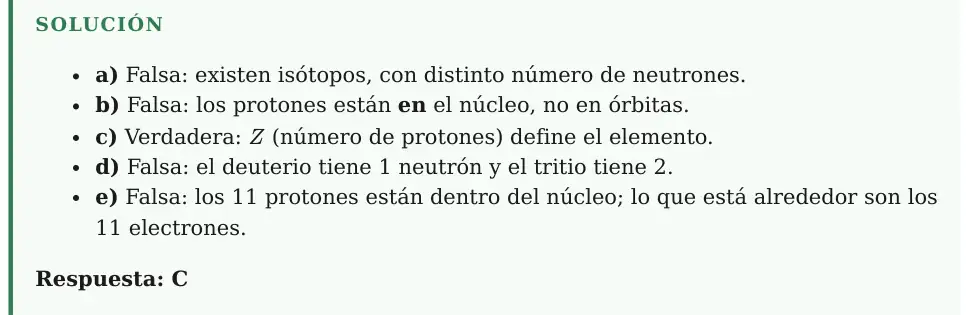 SOLUCIÓN
• a) Falsa: existen isótopos, con distinto número de neutrones.
• b) Falsa: los protones están en el núcleo, no en órbitas.
• c) Verdadera: Z (número de protones) define el elemento.
• d) Falsa: el deuterio tiene 1 neutrón y el tritio tiene 2.
• e) Falsa: los 11 protones están dentro del núcleo; lo que está alrededor son los
11 electrones.
Respuesta: C